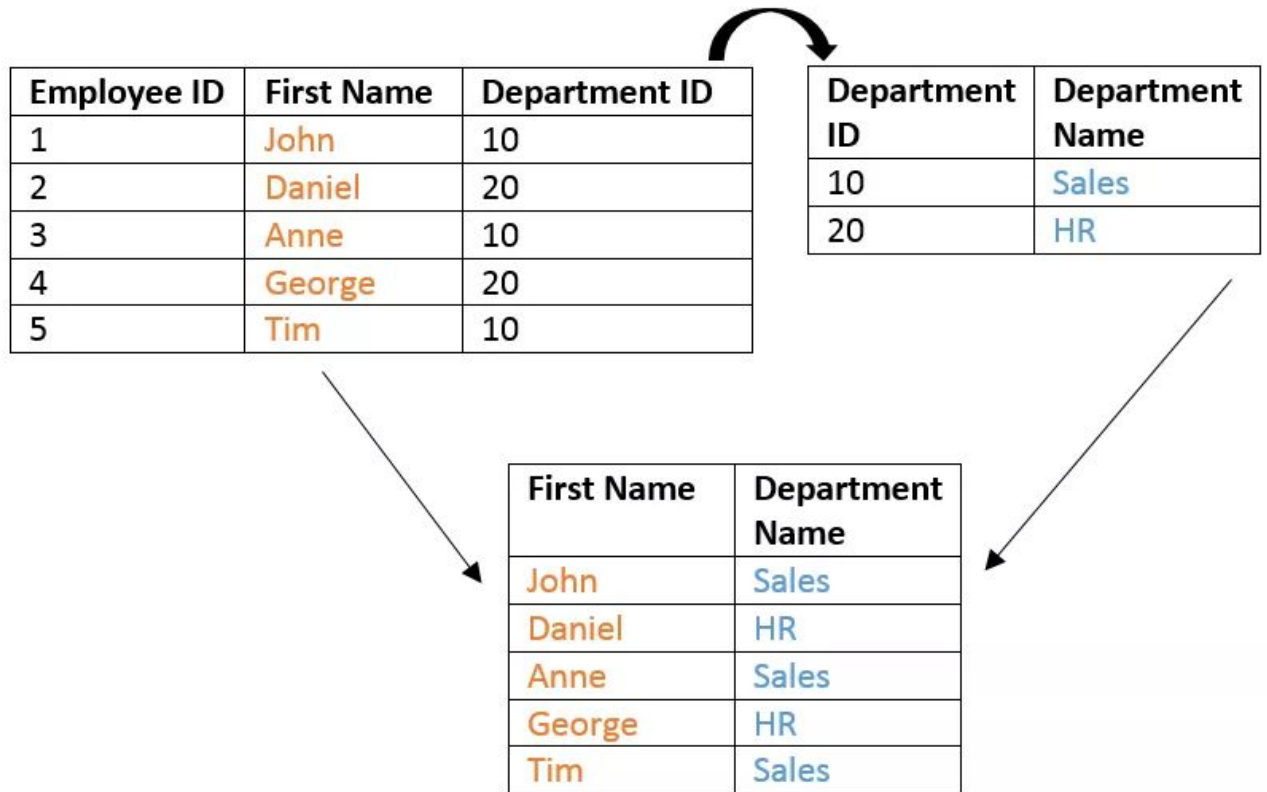 Employee ID First Name Department ID
1 John 10
2 Daniel 20
3 Anne 10
4 George 20
5 Tim 10
Department Department
ID Name
10 Sales
20 HR
First Name Department
Name
John Sales
Daniel HR
Anne Sales
George HR
Tim Sales